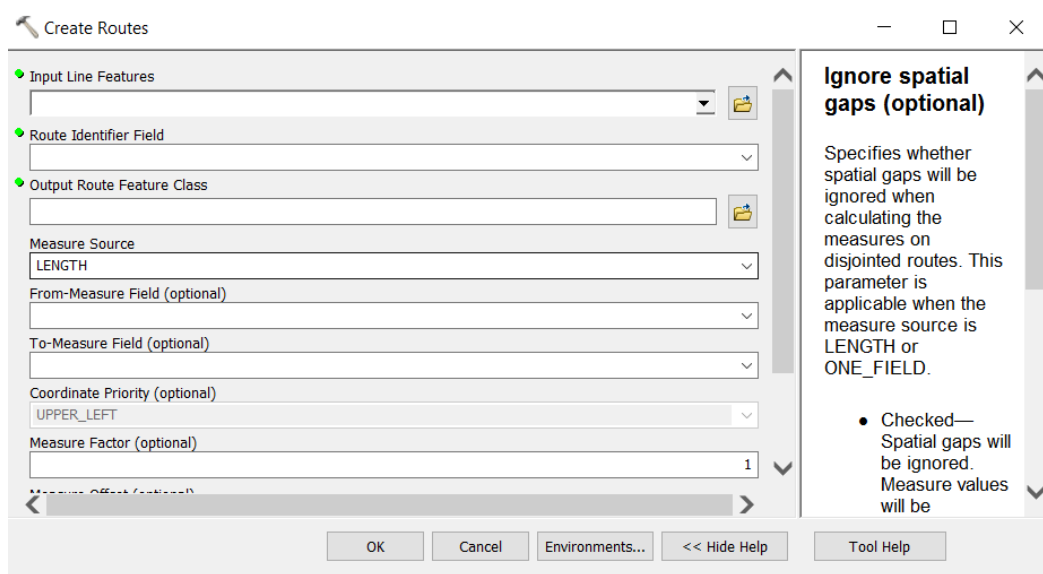 Create Routes
Input Line Features
Route Identifier Field
Output Route Feature Class
Measure Source
LENGTH
From-Measure Field (optional)
To-Measure Field (optional)
Coordinate Priority (optional)
UPPER_LEFT
Measure Factor (optional)
1
Measure Offset (optional)
Ignore spatial
gaps (optional)
Specifies whether
spatial gaps will be
ignored when
calculating the
measures on
disjointed routes. This
parameter is
applicable when the
measure source is
LENGTH or
ONE_FIELD.
● Checked—
Spatial gaps will
be ignored.
Measure values
will be
OK
Cancel
Environments...
<< Hide Help
Tool Help